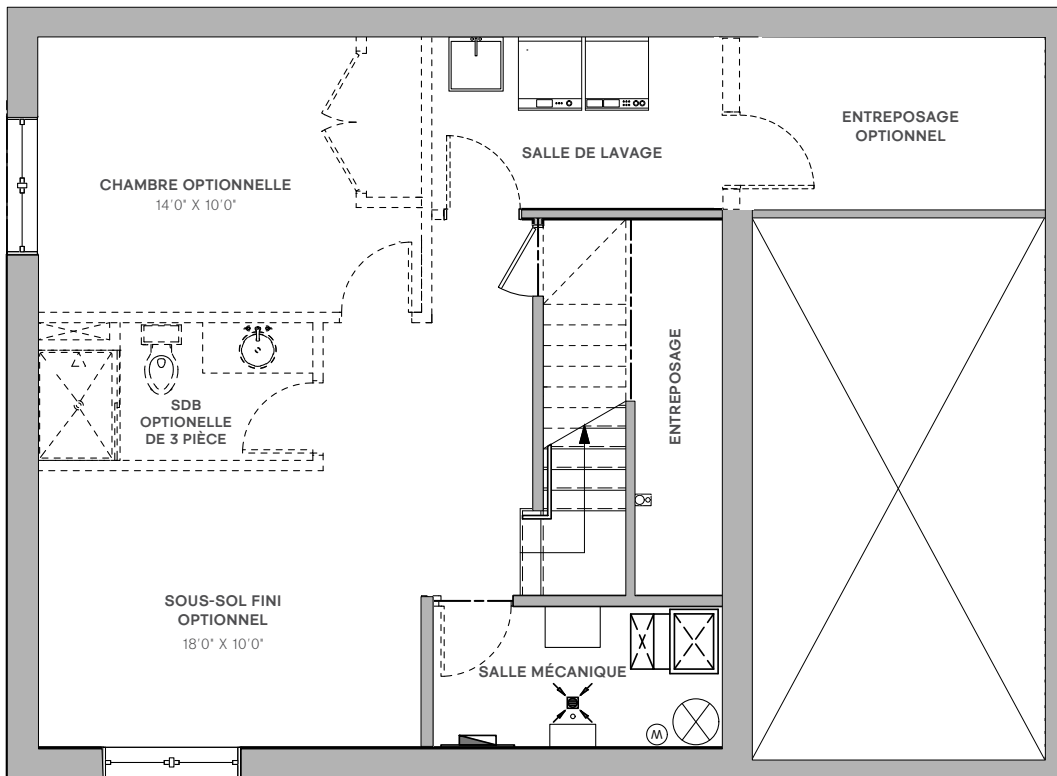 ENTREPOSAGE
OPTIONNEL
SALLE DE LAVAGE
CHAMBRE OPTIONNELLE
14'0" X 10'0"
ENTREPOSAGE
SDB
OPTIONELLE
DE 3 PIÈCE
SOUS-SOL FINI
OPTIONNEL
18'0" X 10'0"
SALLE MÉCANIQUE
M